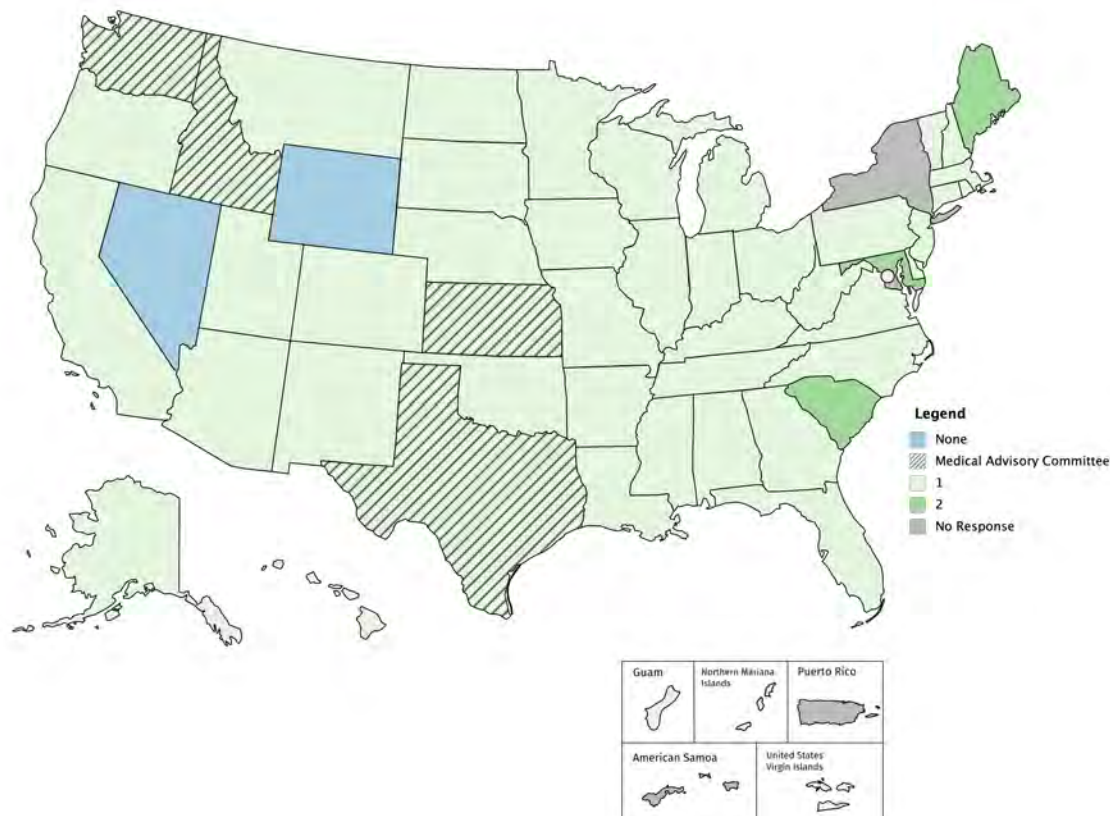 Legend
None
Medical Advisory Committee
1
2
No Response
Guam
Northern Mariana
Islands
Puerto Rico
American Samoa
United States
Virgin Islands